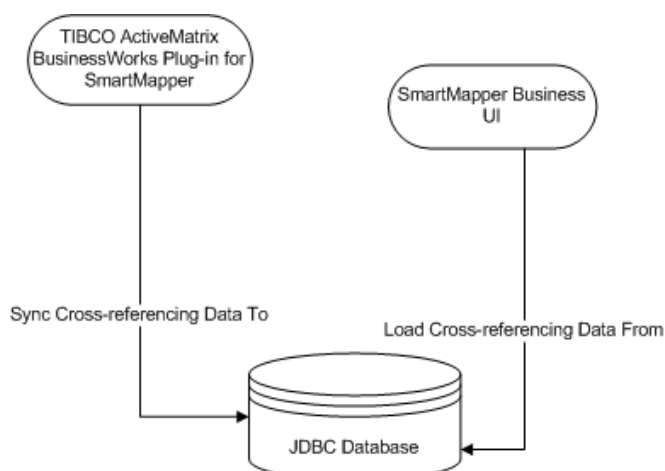 TIBCO ActiveMatrix
BusinessWorks Plug-in for
SmartMapper
SmartMapper Business
UI
Sync Cross-referencing Data To
Load Cross-referencing Data From
JDBC Database